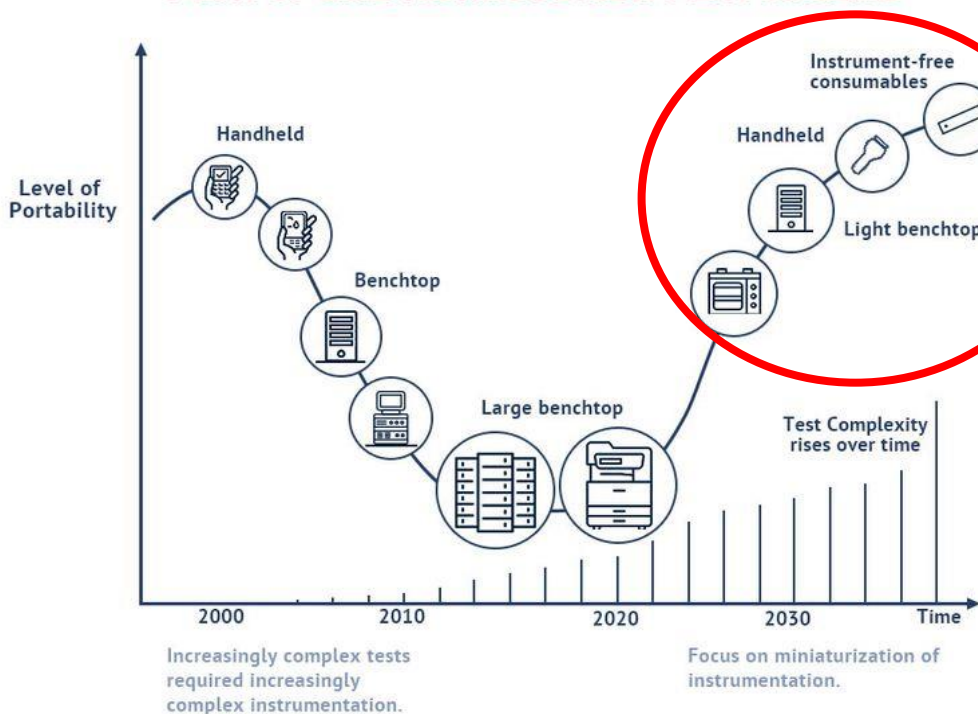 Instrument-free
consumables
Handheld
Handheld
Level of
Portability
Light benchtop
Benchtop
Large benchtop
Test Complexity
rises over time
2000
2010
2020
2030
Time
Increasingly complex tests
required increasingly
complex instrumentation.
Focus on miniaturization of
instrumentation.